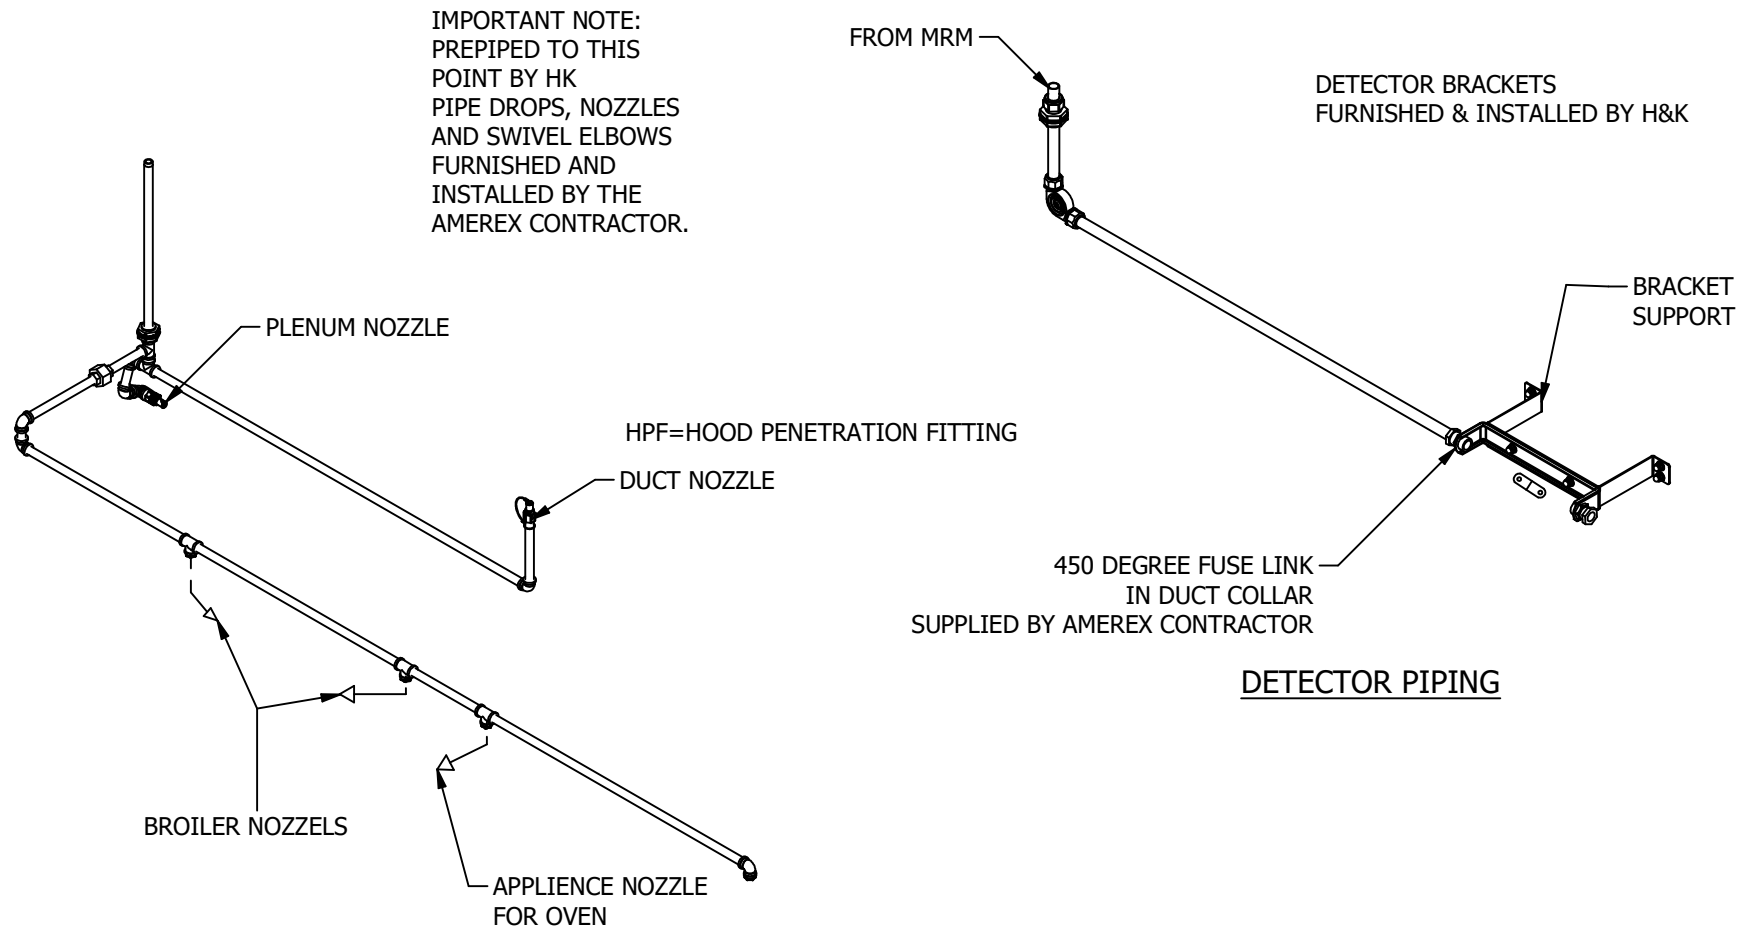 IMPORTANT NOTE:
PREPIPED TO THIS
POINT BY HK
PIPE DROPS, NOZZLES
AND SWIVEL ELBOWS
FURNISHED AND
INSTALLED BY THE
AMEREX CONTRACTOR.
PLENUM NOZZLE
HPF=HOOD PENETRATION FITTING
DUCT NOZZLE
BROILER NOZZELS
APPLIENCE NOZZLE
FOR OVEN
FROM MRM
DETECTOR BRACKETS
FURNISHED & INSTALLED BY H&K
BRACKET
SUPPORT
450 DEGREE FUSE LINK
IN DUCT COLLAR
SUPPLIED BY AMEREX CONTRACTOR
DETECTOR PIPING